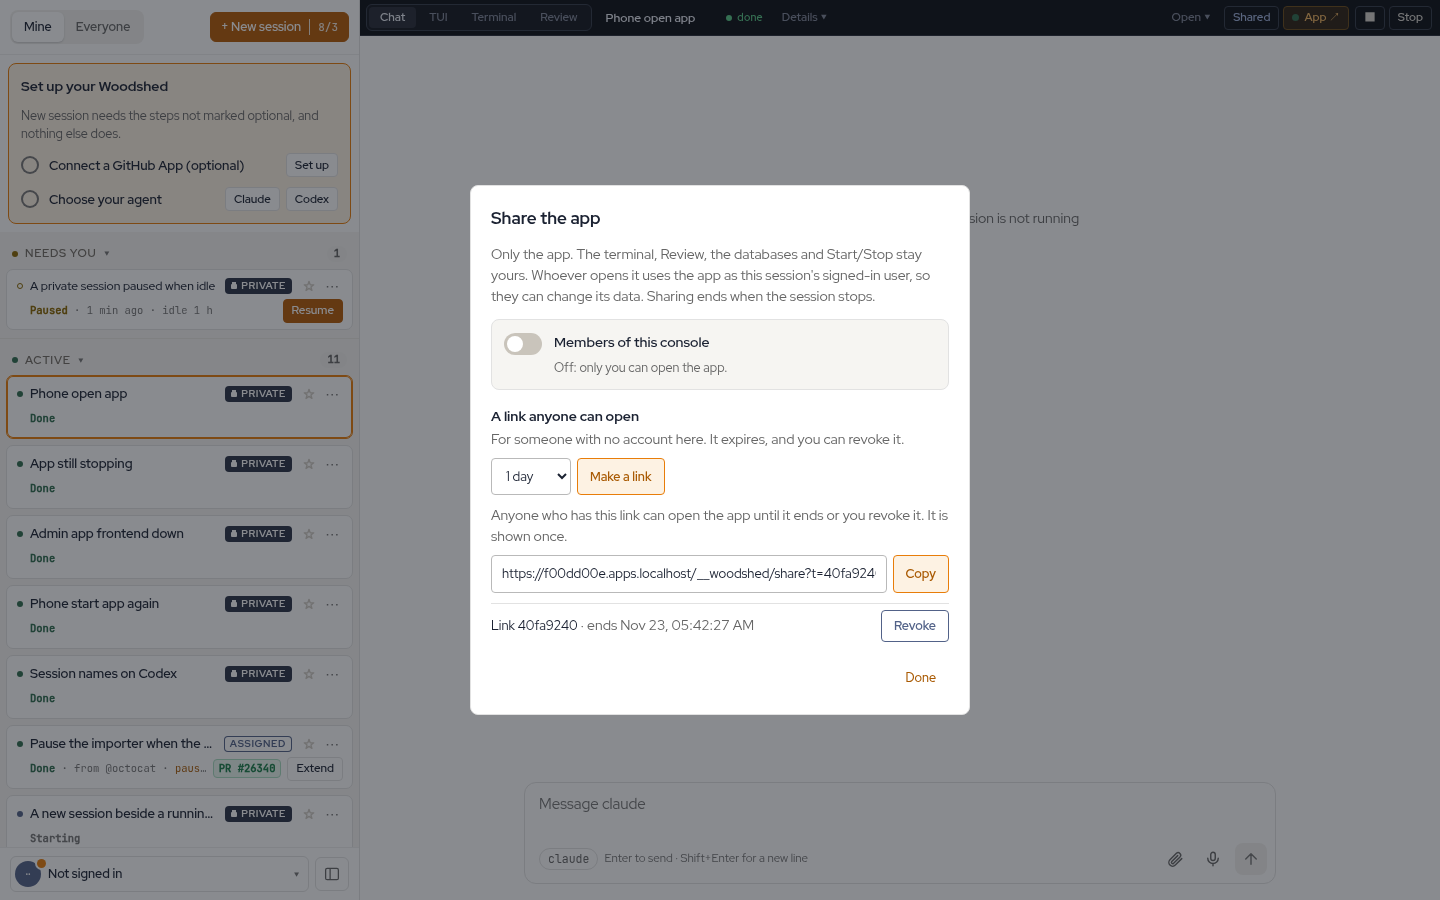 Mine Everyone + New session 8/3
Chat TUI Terminal Review Phone open app done Details Open Shared App ↗ Stop
Set up your Woodshed
New session needs the steps not marked optional, and
nothing else does.
Connect a GitHub App (optional) Set up
Choose your agent Claude Codex
NEEDS YOU 1
A private session paused when idle PRIVATE
Paused · 1 min ago · idle 1 h Resume
ACTIVE 11
Phone open app PRIVATE
Done
App still stopping PRIVATE
Done
Admin app frontend down PRIVATE
Done
Phone start app again PRIVATE
Done
Session names on Codex PRIVATE
Done
Pause the importer when the ... ASSIGNED
Done · from @octocat · paus… PR #26340 Extend
A new session beside a runnin... PRIVATE
Starting
Not signed in
sion is not running
Share the app
Only the app. The terminal, Review, the databases and Start/Stop stay
yours. Whoever opens it uses the app as this session's signed-in user, so
they can change its data. Sharing ends when the session stops.
Members of this console
Off: only you can open the app.
A link anyone can open
For someone with no account here. It expires, and you can revoke it.
1 day Make a link
Anyone who has this link can open the app until it ends or you revoke it. It is
shown once.
https://f00dd00e.apps.localhost/__woodshed/share?t=40fa924 Copy
Link 40fa9240 · ends Nov 23, 05:42:27 AM Revoke
Done
Message claude
claude Enter to send · Shift+Enter for a new line